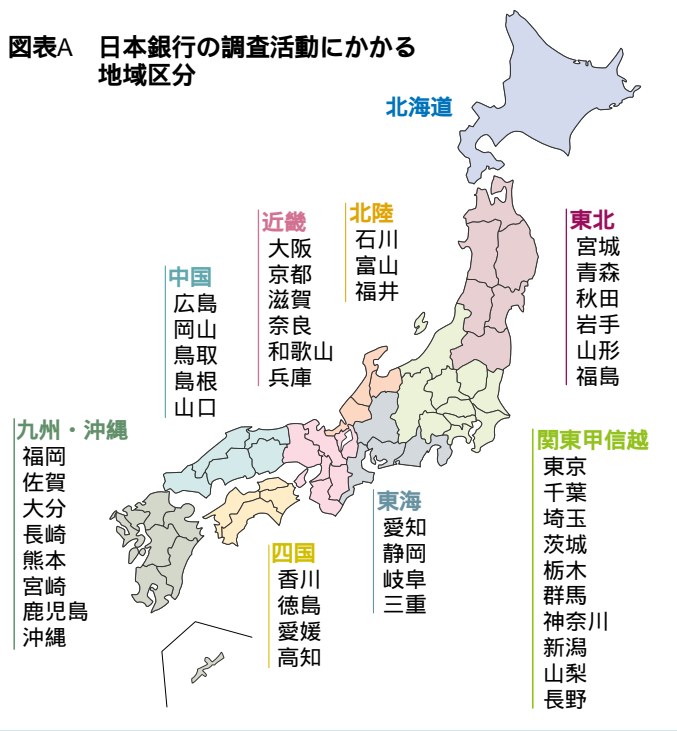 図表A　日本銀行の調査活動にかかる
地域区分
北海道
東北
宮城
青森
秋田
岩手
山形
福島
北陸
石川
富山
福井
近畿
大阪
京都
滋賀
奈良
和歌山
兵庫
中国
広島
岡山
鳥取
島根
山口
九州・沖縄
福岡
佐賀
大分
長崎
熊本
宮崎
鹿児島
沖縄
四国
香川
徳島
愛媛
高知
東海
愛知
静岡
岐阜
三重
関東甲信越
東京
千葉
埼玉
茨城
栃木
群馬
神奈川
新潟
山梨
長野